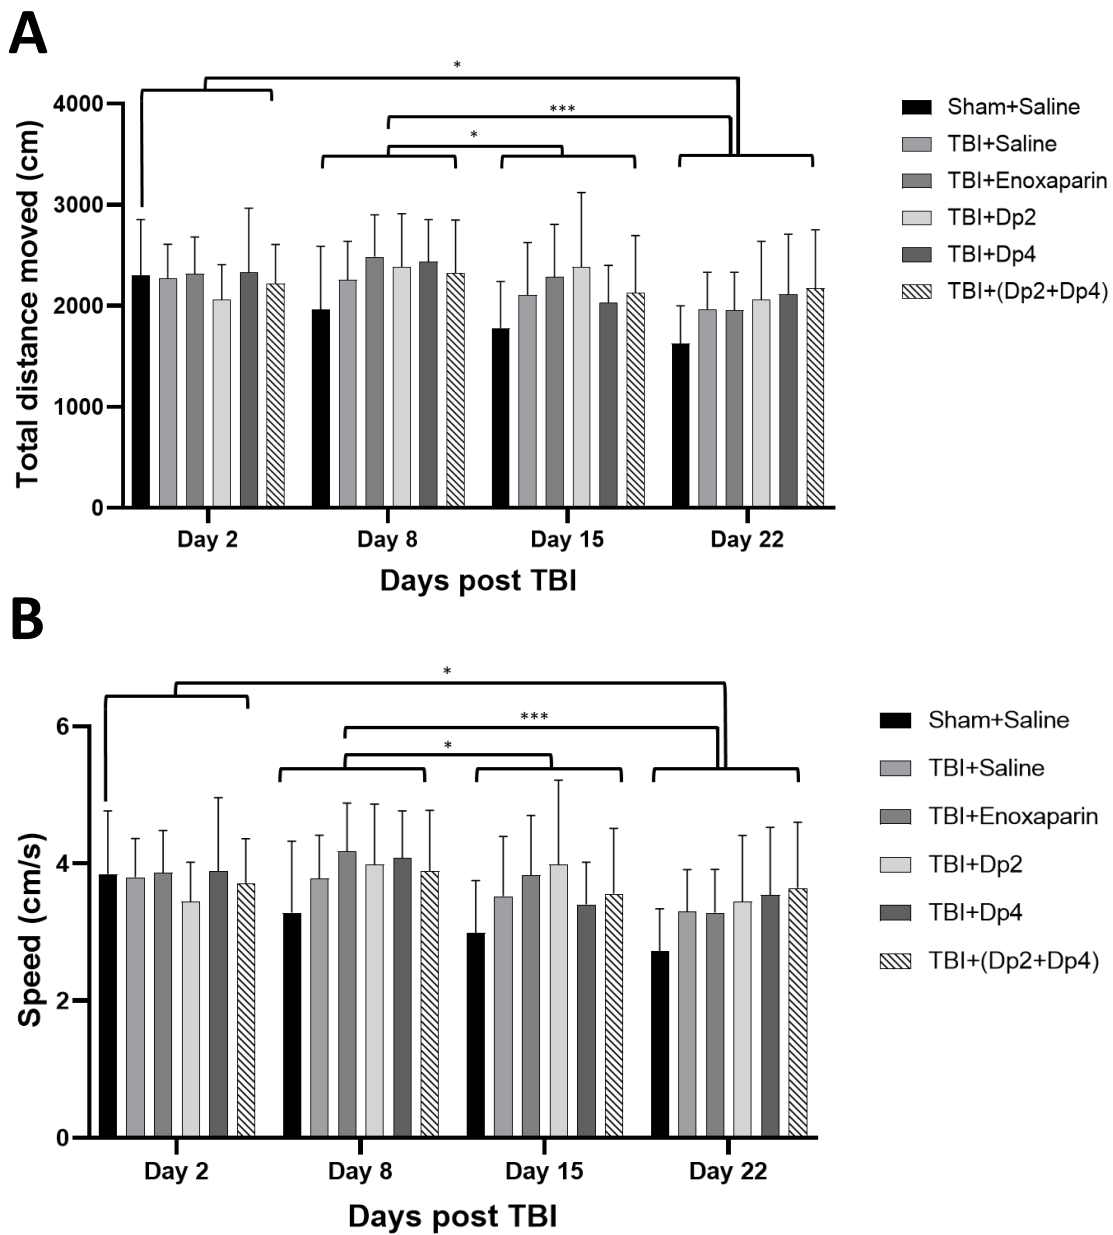 A
*
***
*
4000
3000
2000
1000
0
Total distance moved (cm)
Day 2 Day 8 Day 15 Day 22
Days post TBI
Sham+Saline
TBI+Saline
TBI+Enoxaparin
TBI+Dp2
TBI+Dp4
TBI+(Dp2+Dp4)
B
*
***
*
6
4
2
0
Speed (cm/s)
Day 2 Day 8 Day 15 Day 22
Days post TBI
Sham+Saline
TBI+Saline
TBI+Enoxaparin
TBI+Dp2
TBI+Dp4
TBI+(Dp2+Dp4)